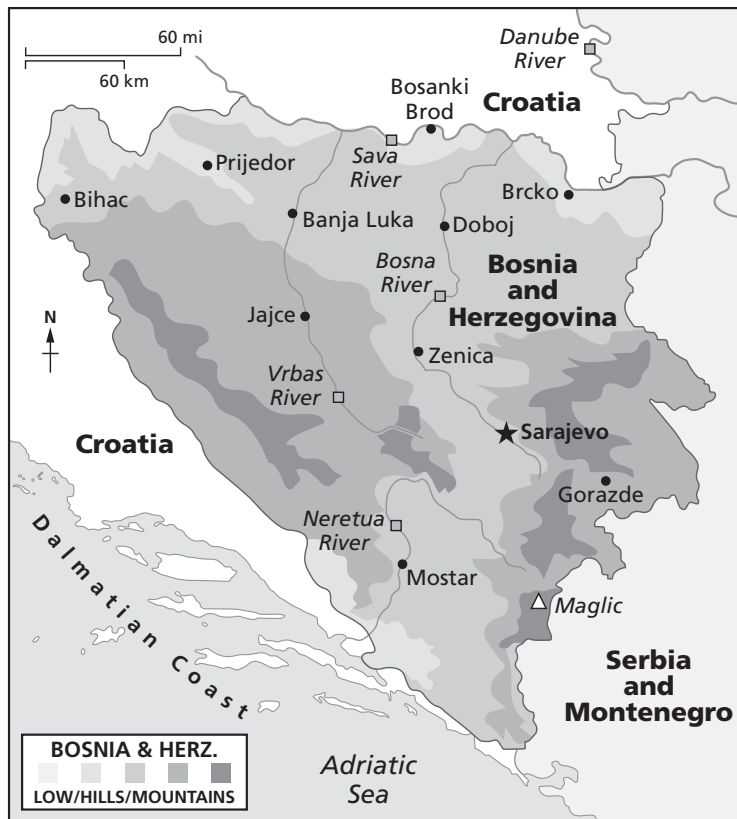 60 mi
60 km
Danube
River
Bosanki
Brod
Croatia
Sava
River
Prijedor
Bihac
Brcko
Banja Luka
Doboj
Bosna
River
Bosnia
and
Herzegovina
N
Jajce
Zenica
Vrbas
River
Croatia
Sarajevo
Gorazde
Neretua
River
Mostar
Maglic
Dalmatian Coast
Serbia
and
Montenegro
BOSNIA & HERZ.
LOW/HILLS/MOUNTAINS
Adriatic
Sea